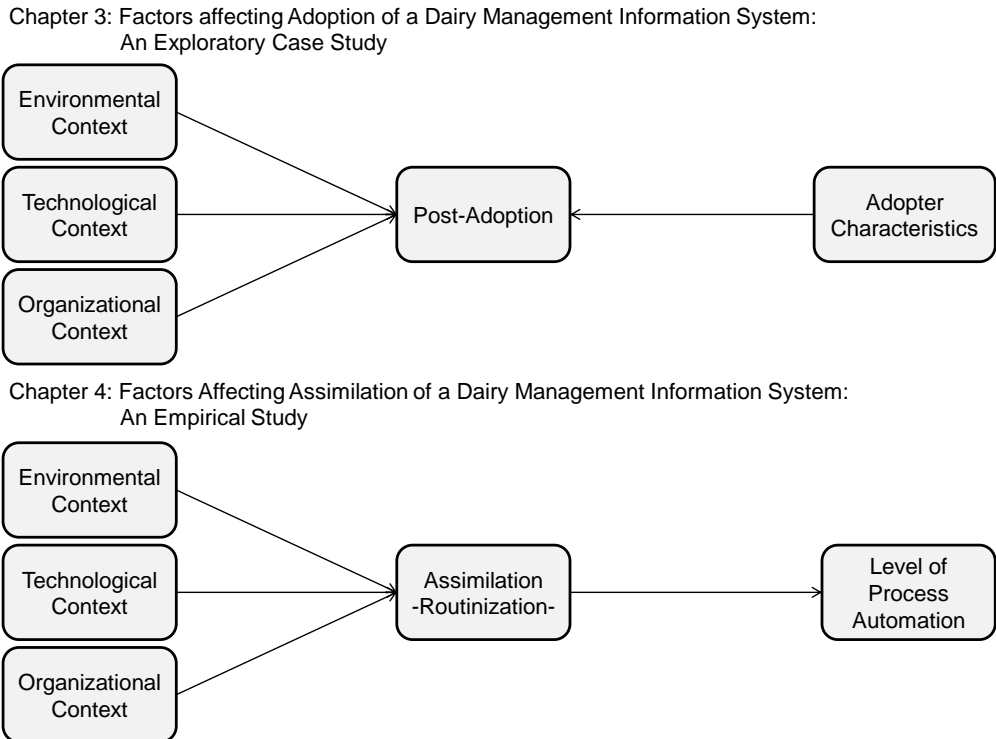 Chapter 3: Factors affecting Adoption of a Dairy Management Information System:
An Exploratory Case Study
Environmental
Context
Technological
Context
Organizational
Context
Post-Adoption
Adopter
Characteristics
Chapter 4: Factors Affecting Assimilation of a Dairy Management Information System:
An Empirical Study
Environmental
Context
Technological
Context
Organizational
Context
Assimilation
-Routinization-
Level of
Process
Automation